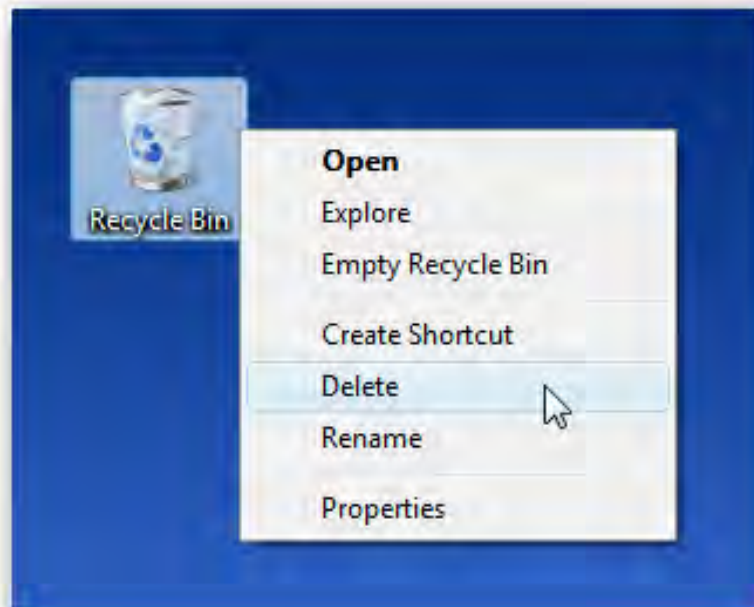 Recycle Bin
Open
Explore
Empty Recycle Bin
Create Shortcut
Delete
Rename
Properties